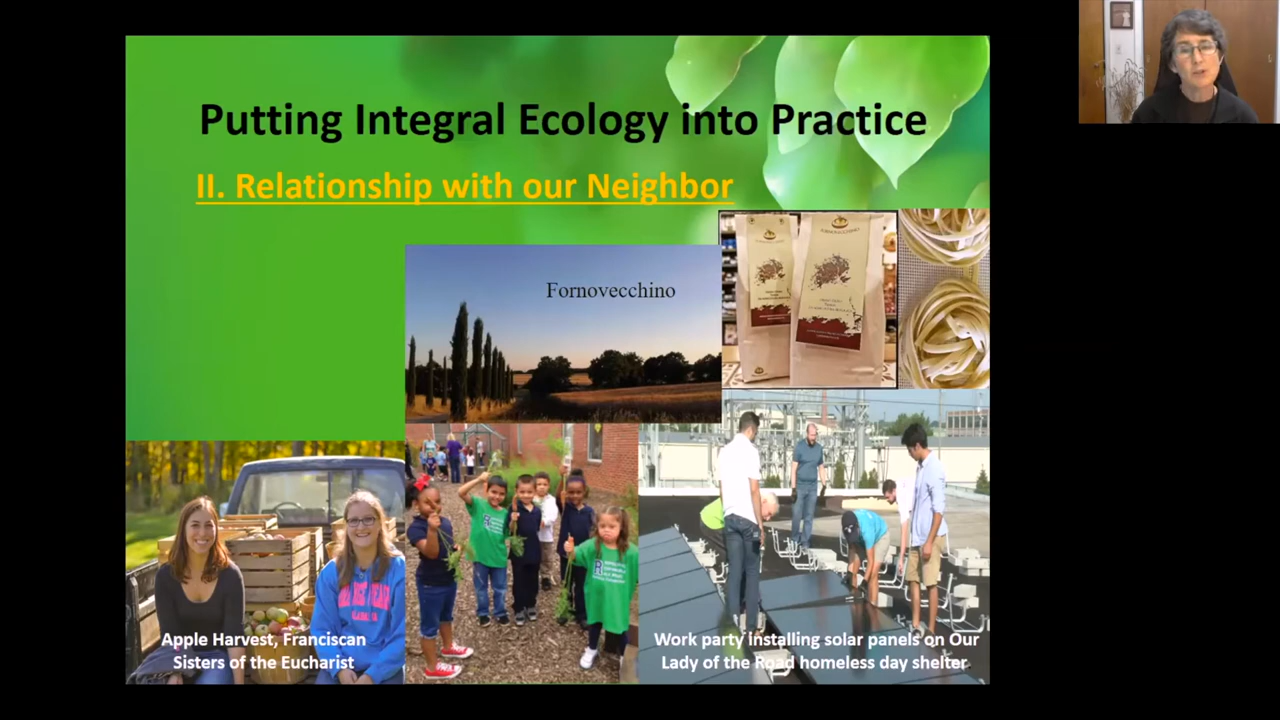 Putting Integral Ecology into Practice
II. Relationship with our Neighbor
Fornovecchino
Apple Harvest, Franciscan
Sisters of the Eucharist
Work party installing solar panels on Our
Lady of the Road homeless day shelter